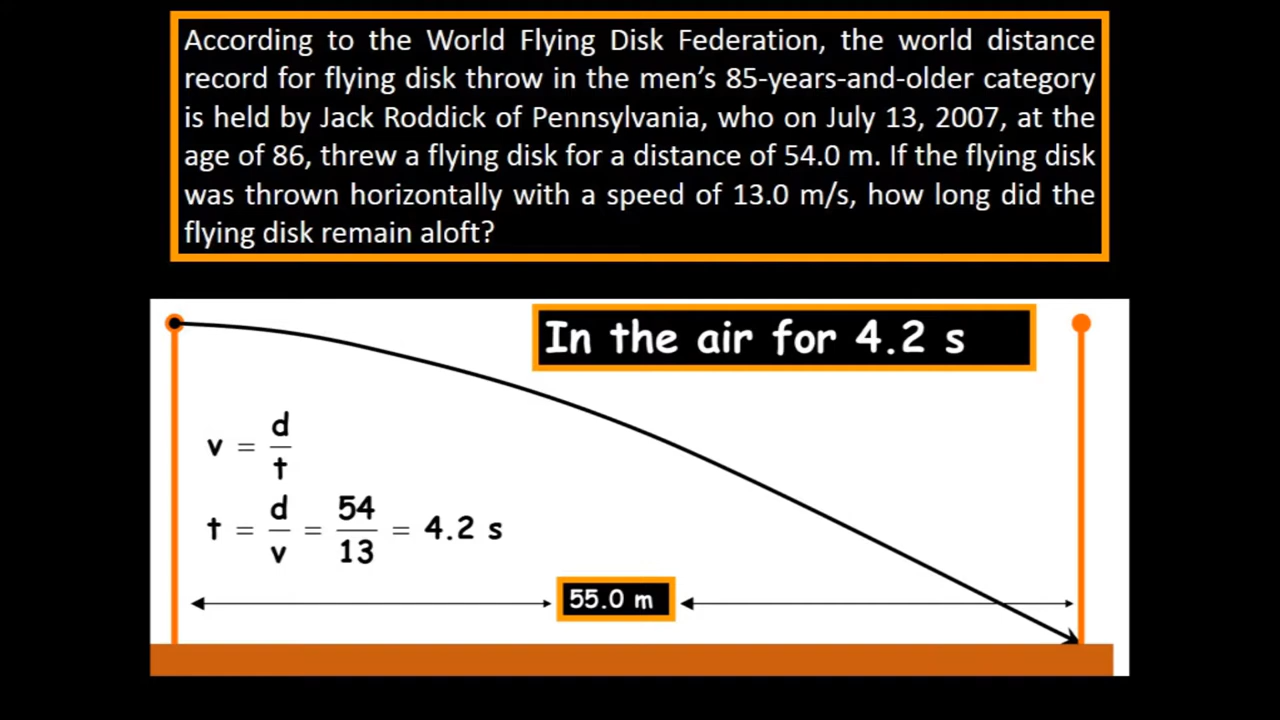 According to the World Flying Disk Federation, the world distance
record for flying disk throw in the men’s 85-years-and-older category
is held by Jack Roddick of Pennsylvania, who on July 13, 2007, at the
age of 86, threw a flying disk for a distance of 54.0 m. If the flying disk
was thrown horizontally with a speed of 13.0 m/s, how long did the
flying disk remain aloft?
In the air for 4.2 s
v = d/t
t = d/v = 54/13 = 4.2 s
55.0 m